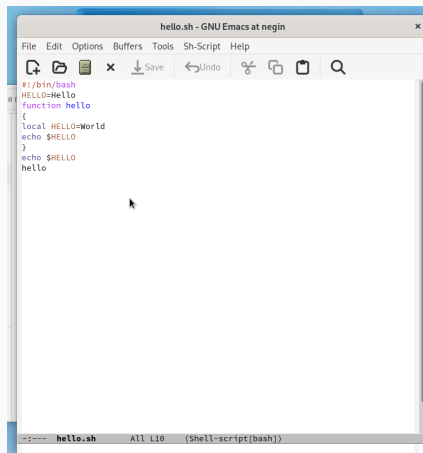 hello.sh - GNU Emacs at negin ×
File Edit Options Buffers Tools Sh-Script Help
Save Undo
#!/bin/bash
HELLO=Hello
function hello
{
local HELLO=World
echo $HELLO
}
echo $HELLO
hello
-:--- hello.sh All L10 (Shell-script[bash])